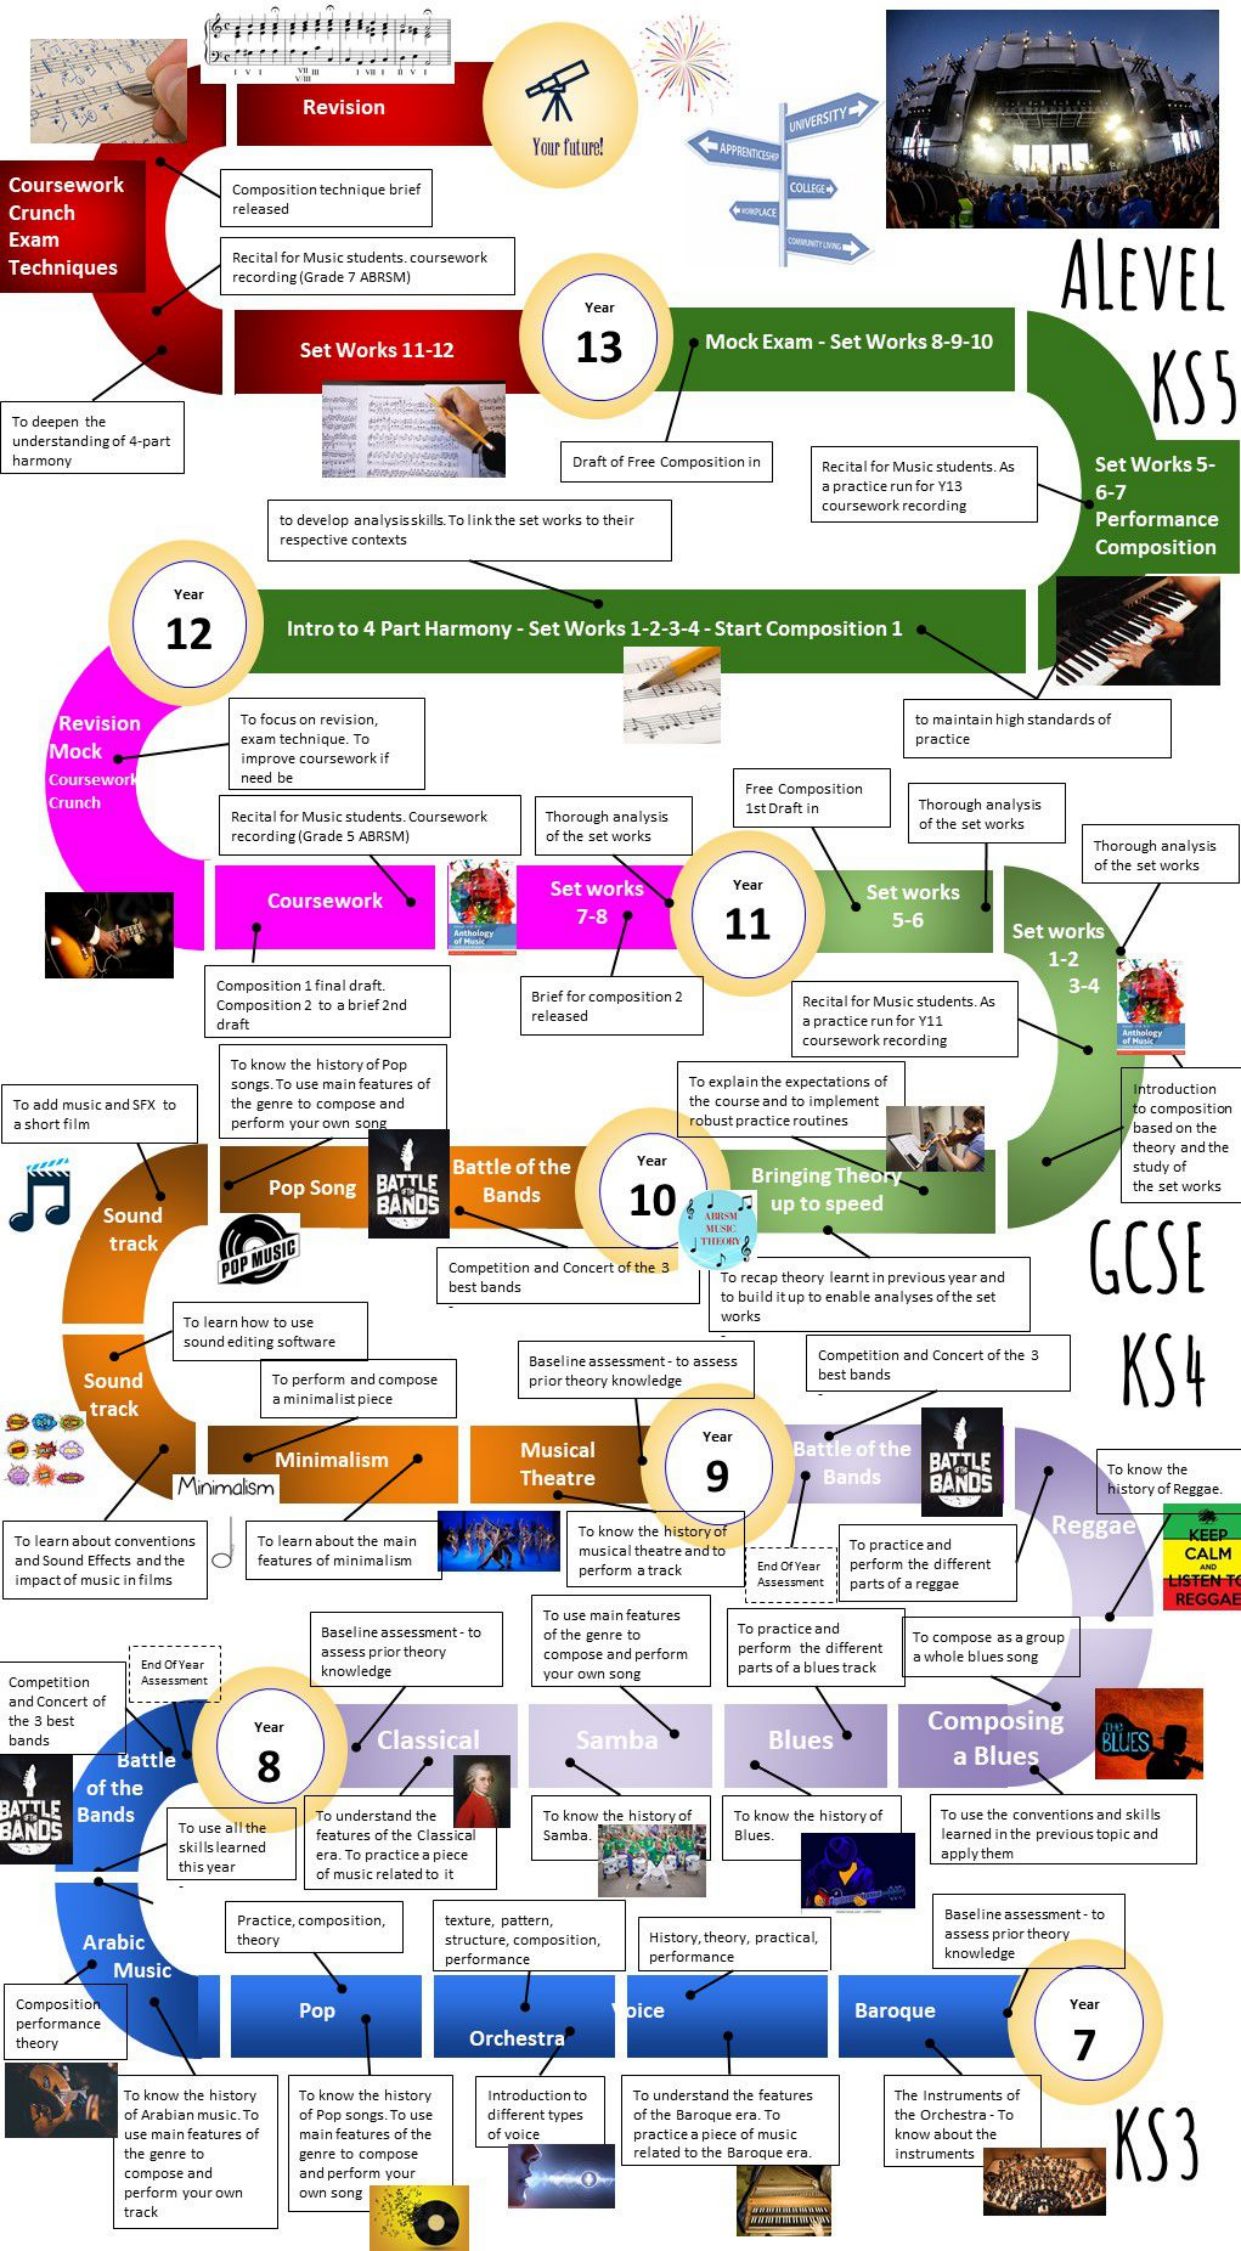 I V I VII III I VII I II V I
V/III
Revision
Your future!
UNIVERSITY
APPRENTICESHIP
COLLEGE
WORKPLACE
COMMUNITY LIVING
Coursework
Crunch
Exam
Techniques
Composition technique brief
released
Recital for Music students. coursework
recording (Grade 7 ABRSM)
ALEVEL
KS5
Set Works 11-12
Year
13
Mock Exam - Set Works 8-9-10
To deepen the
understanding of 4-part
harmony
Draft of Free Composition in
Recital for Music students. As
a practice run for Y13
coursework recording
Set Works 5-
6-7
Performance
Composition
to develop analysis skills. To link the set works to their
respective contexts
Year
12
Intro to 4 Part Harmony - Set Works 1-2-3-4 - Start Composition 1
to maintain high standards of
practice
Revision
Mock
Coursework
Crunch
To focus on revision,
exam technique. To
improve coursework if
need be
Recital for Music students. Coursework
recording (Grade 5 ABRSM)
Thorough analysis
of the set works
Free Composition
1st Draft in
Thorough analysis
of the set works
Thorough analysis
of the set works
Coursework
Anthology
of Music
Set works
7-8
Year
11
Set works
5-6
Set works
1-2
3-4
Anthology
of Music
Composition 1 final draft.
Composition 2 to a brief 2nd
draft
Brief for composition 2
released
Recital for Music students. As
a practice run for Y11
coursework recording
To add music and SFX to
a short film
To know the history of Pop
songs. To use main features of
the genre to compose and
perform your own song
To explain the expectations of
the course and to implement
robust practice routines
Introduction
to composition
based on the
theory and the
study of
the set works
Sound
track
Pop Song
BATTLE
OF THE
BANDS
Battle of the
Bands
Year
10
ABRSM
MUSIC
THEORY
Bringing Theory
up to speed
POP MUSIC
Competition and Concert of the 3
best bands
-
To recap theory learnt in previous year and
to build it up to enable analyses of the set
works
-
GCSE
KS4
To learn how to use
sound editing software
To perform and compose
a minimalist piece
Baseline assessment - to assess
prior theory knowledge
Competition and Concert of the 3
best bands
-
Sound
track
Minimalism
Minimalism
Musical
Theatre
Year
9
Battle of the
Bands
BATTLE
OF THE
BANDS
Reggae
To know the
history of Reggae.
KEEP
CALM
AND
LISTEN TO
REGGAE
To learn about conventions
and Sound Effects and the
impact of music in films
To learn about the main
features of minimalism
To know the history of
musical theatre and to
perform a track
End Of Year
Assessment
To practice and
perform the different
parts of a reggae
Competition
and Concert of
the 3 best
bands
End Of Year
Assessment
Baseline assessment - to
assess prior theory
knowledge
To use main features
of the genre to
compose and perform
your own song
To practice and
perform the different
parts of a blues track
To compose as a group
a whole blues song
Battle
of the
Bands
BATTLE
OF THE
BANDS
Year
8
Classical
Samba
Blues
Composing
a Blues
THE
BLUES
To use all the
skills learned
this year
-
To understand the
features of the Classical
era. To practice a piece
of music related to it
To know the history of
Samba.
To know the history of
Blues.
To use the conventions and skills
learned in the previous topic and
apply them
Practice, composition,
theory
texture, pattern,
structure, composition,
performance
History, theory, practical,
performance
Baseline assessment - to
assess prior theory
knowledge
Arabic
Music
Pop
Orchestra
Voice
Baroque
Year
7
Composition
performance
theory
To know the history
of Arabian music. To
use main features of
the genre to
compose and
perform your own
track
To know the history
of Pop songs. To use
main features of the
genre to compose
and perform your
own song
Introduction to
different types
of voice
To understand the features
of the Baroque era. To
practice a piece of music
related to the Baroque era.
The Instruments of
the Orchestra - To
know about the
instruments
KS3